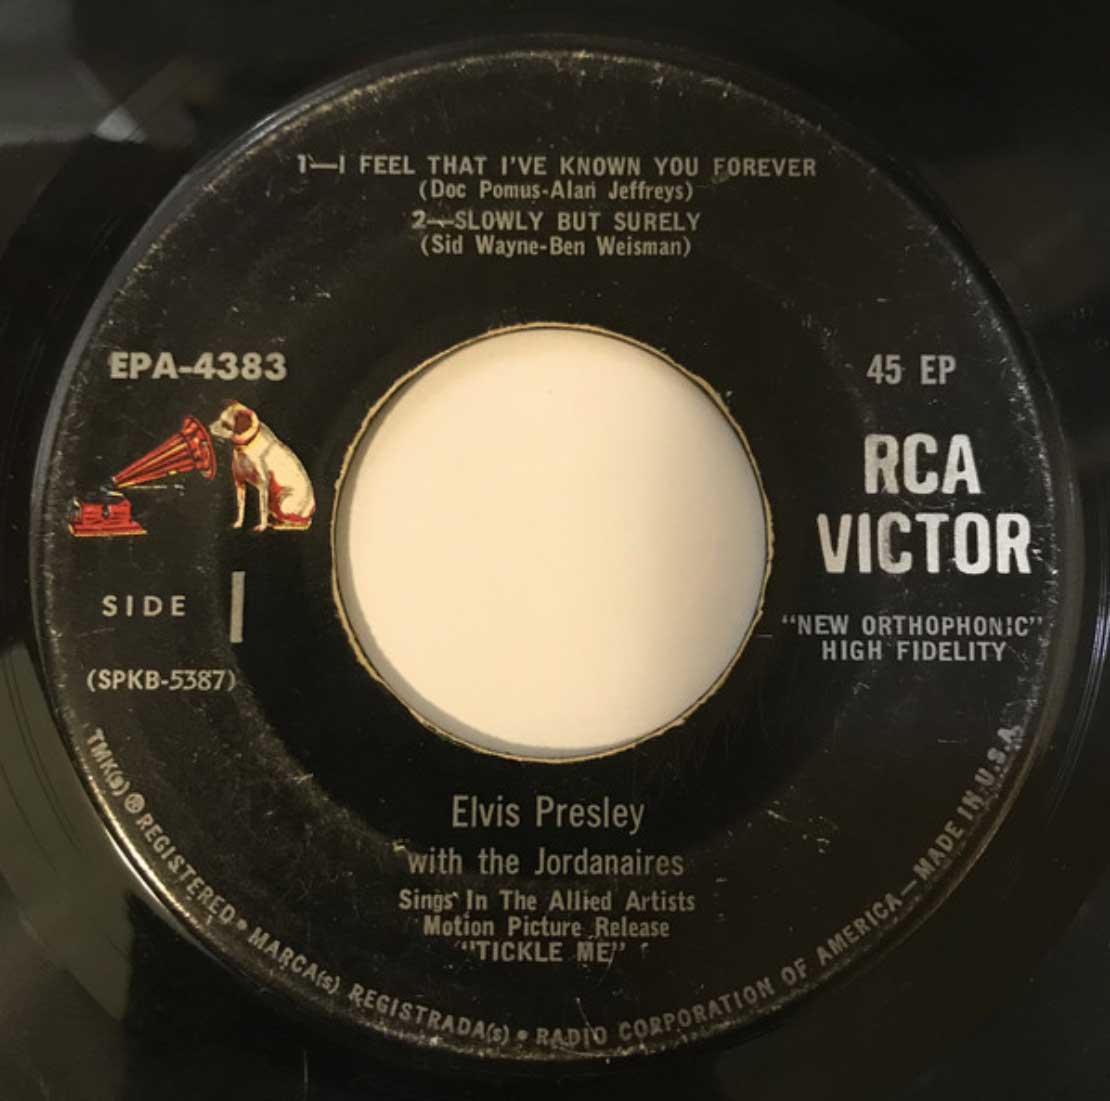 1—I FEEL THAT I'VE KNOWN YOU FOREVER
(Doc Pomus-Alan Jeffreys)
2—SLOWLY BUT SURELY
(Sid Wayne-Ben Weisman)
EPA-4383
45 EP
RCA
VICTOR
SIDE 1
"NEW ORTHOPHONIC"
HIGH FIDELITY
(SPKB-5387)
Elvis Presley
with the Jordanaires
Sings In The Allied Artists
Motion Picture Release
"TICKLE ME"
TMK(s) ® REGISTERED • MARCA(s) REGISTRADA(s) • RADIO CORPORATION OF AMERICA — MADE IN U.S.A.